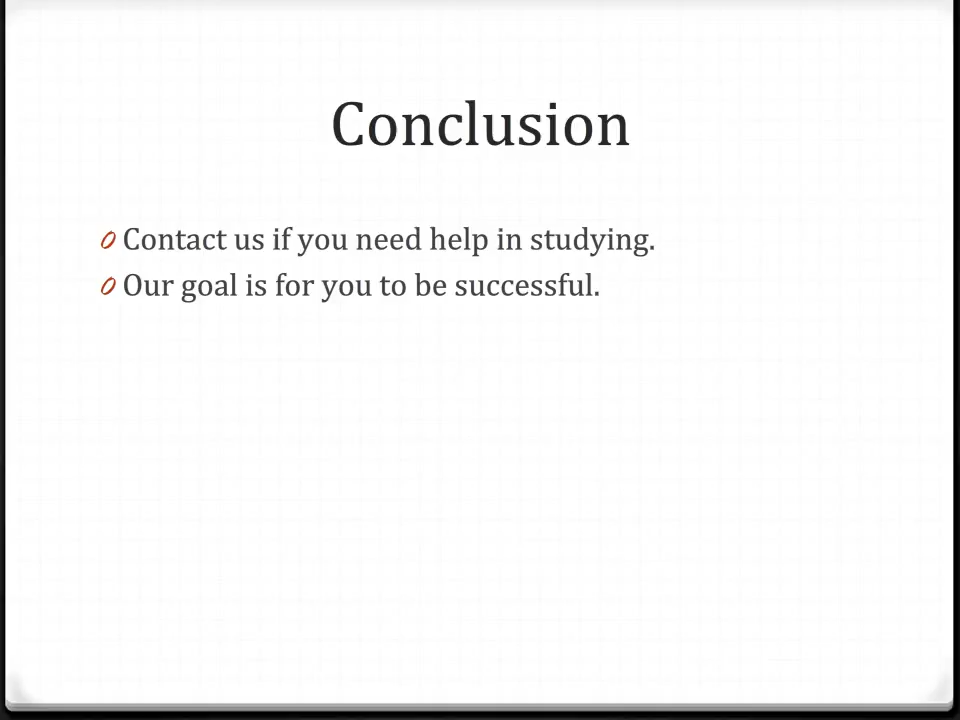 Conclusion
Contact us if you need help in studying.
Our goal is for you to be successful.